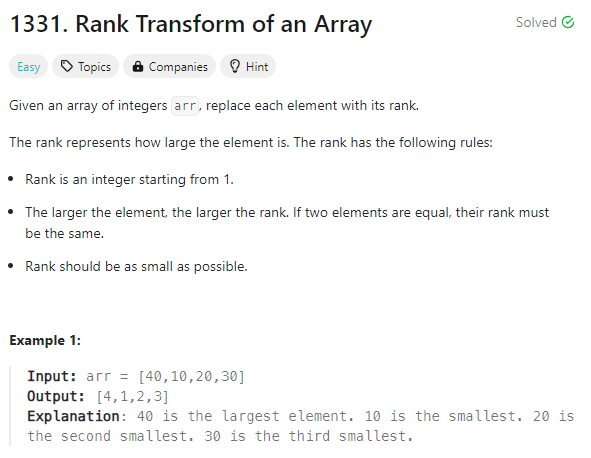 1331. Rank Transform of an Array
Solved
Easy Topics Companies Hint
Given an array of integers arr, replace each element with its rank.
The rank represents how large the element is. The rank has the following rules:
• Rank is an integer starting from 1.
• The larger the element, the larger the rank. If two elements are equal, their rank must
be the same.
• Rank should be as small as possible.
Example 1:
Input: arr = [40,10,20,30]
Output: [4,1,2,3]
Explanation: 40 is the largest element. 10 is the smallest. 20 is
the second smallest. 30 is the third smallest.